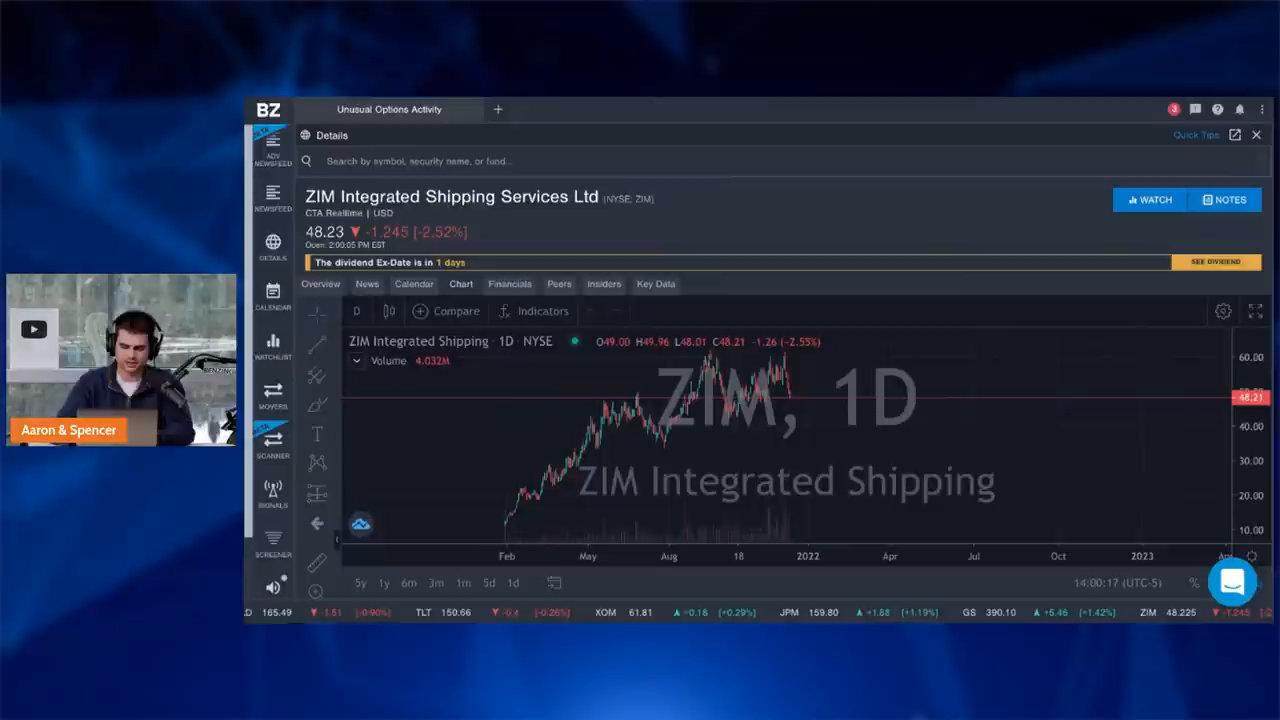 BZ
Unusual Options Activity
+
3
Details
Quick Tips
Search by symbol, security name, or fund...
ZIM Integrated Shipping Services Ltd (NYSE: ZIM)
CTA Realtime | USD
WATCH
NOTES
48.23 ▼ -1.245 [-2.52%]
Open: 2:00:05 PM EST
The dividend Ex-Date is in 1 days
SEE DIVIDEND
Overview News Calendar Chart Financials Peers Insiders Key Data
D Compare Indicators
ZIM Integrated Shipping · 1D · NYSE O49.00 H49.96 L48.01 C48.21 -1.26 (-2.55%)
Volume 4.032M
ZIM, 1D
ZIM Integrated Shipping
60.00
48.21
40.00
30.00
20.00
10.00
Feb May Aug 18 2022 Apr Jul Oct 2023
5y 1y 6m 3m 1m 5d 1d
14:00:17 (UTC-5) %
165.49 ▼ -1.51 [-0.90%] TLT 150.66 ▼ -0.4 [-0.26%] XOM 61.81 ▲ +0.18 (+0.29%) JPM 159.80 ▲ +1.88 (+1.19%) GS 390.10 ▲ +5.46 (+1.42%) ZIM 48.225 ▼ -1.245
BETA
ADV
NEWSFEED
NEWSFEED
DETAILS
CALENDAR
WATCHLIST
MOVERS
BETA
SCANNER
SIGNALS
SCREENER
BENZINGA
Aaron & Spencer